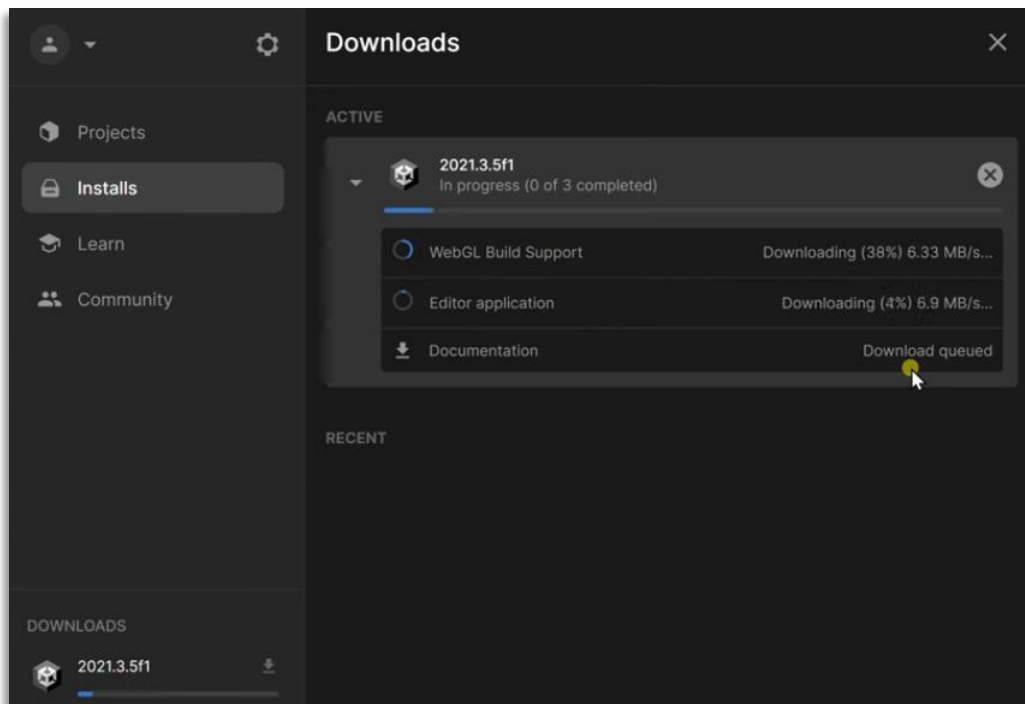 Downloads
ACTIVE
2021.3.5f1
In progress (0 of 3 completed)
WebGL Build Support Downloading (38%) 6.33 MB/s...
Editor application Downloading (4%) 6.9 MB/s...
Documentation Download queued
RECENT
Projects
Installs
Learn
Community
DOWNLOADS
2021.3.5f1